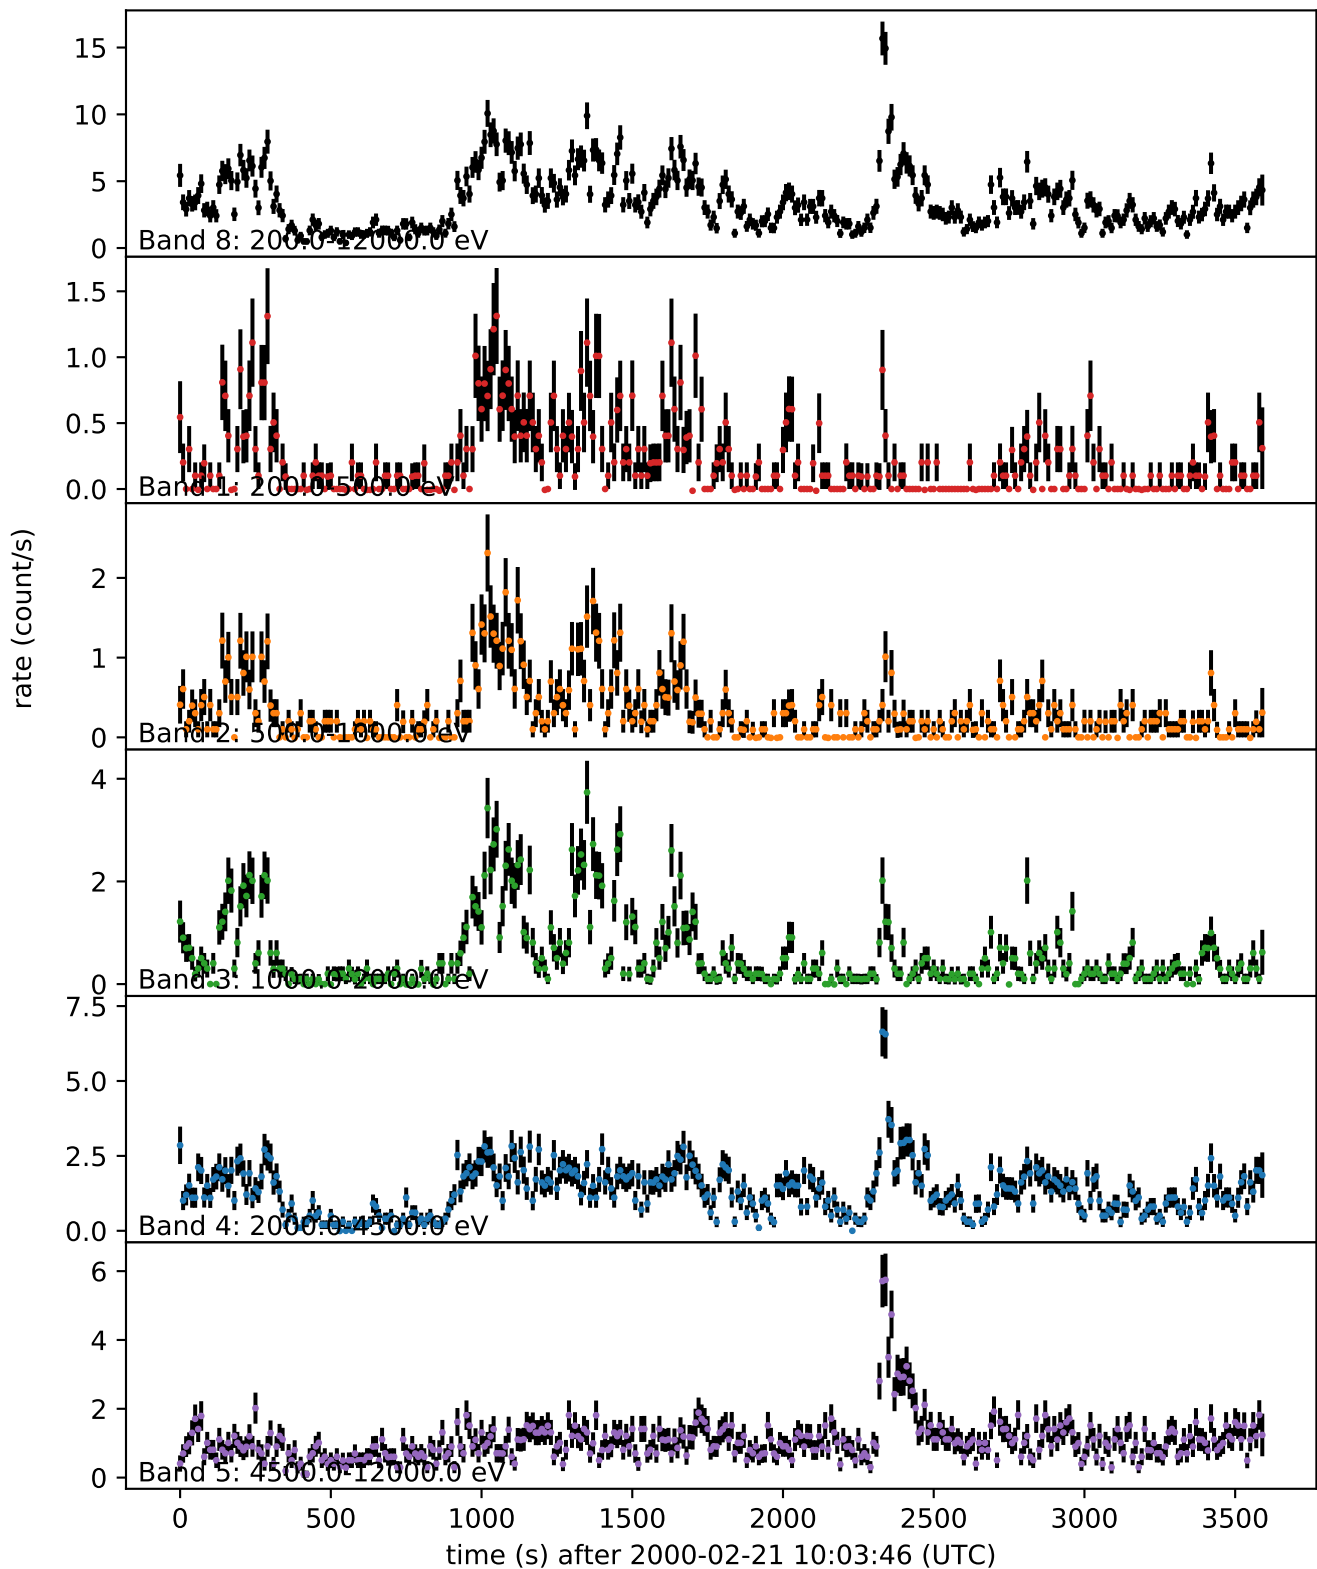 15
10
5
0
Band 8: 200.0-12000.0 eV
1.5
1.0
0.5
0.0
Band 1: 200.0-500.0 eV
rate (count/s)
2
1
0
Band 2: 500.0-1000.0 eV
4
2
0
Band 3: 1000.0-2000.0 eV
7.5
5.0
2.5
0.0
Band 4: 2000.0-4500.0 eV
6
4
2
0
Band 5: 4500.0-12000.0 eV
0 500 1000 1500 2000 2500 3000 3500
time (s) after 2000-02-21 10:03:46 (UTC)